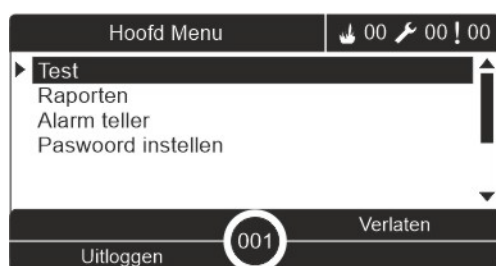 Hoofd Menu 00 00 ! 00
Test
Raporten
Alarm teller
Paswoord instellen
Verlaten
001
Uitloggen